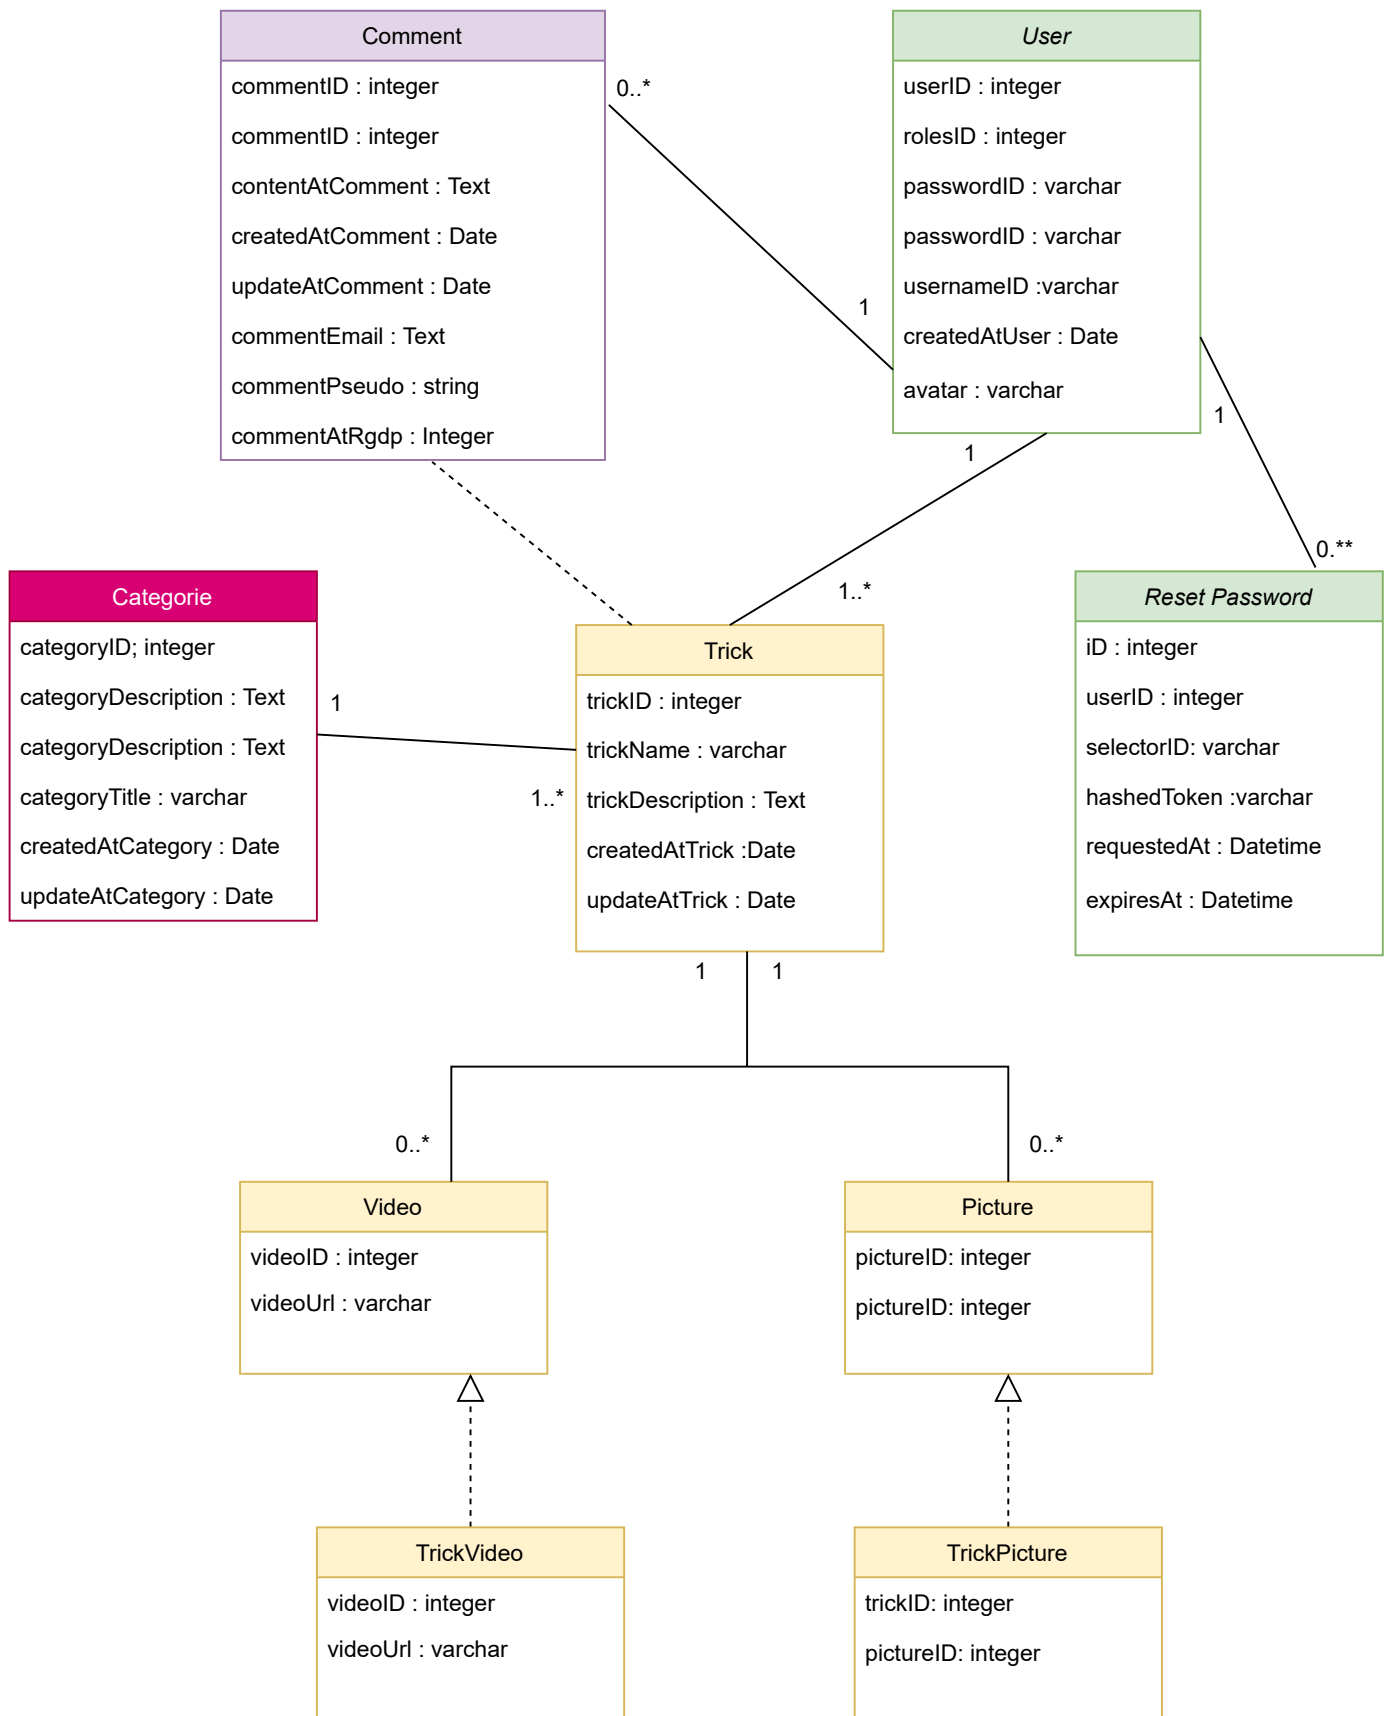 Comment
commentID : integer
commentID : integer
contentAtComment : Text
createdAtComment : Date
updateAtComment : Date
commentEmail : Text
commentPseudo : string
commentAtRgdp : Integer
0..*
1
User
userID : integer
rolesID : integer
passwordID : varchar
passwordID : varchar
usernameID :varchar
createdAtUser : Date
avatar : varchar
1
1
0.**
1..*
Categorie
categoryID; integer
categoryDescription : Text
categoryDescription : Text
categoryTitle : varchar
createdAtCategory : Date
updateAtCategory : Date
1
1..*
Trick
trickID : integer
trickName : varchar
trickDescription : Text
createdAtTrick :Date
updateAtTrick : Date
Reset Password
iD : integer
userID : integer
selectorID: varchar
hashedToken :varchar
requestedAt : Datetime
expiresAt : Datetime
1
1
0..*
0..*
Video
videoID : integer
videoUrl : varchar
Picture
pictureID: integer
pictureID: integer
TrickVideo
videoID : integer
videoUrl : varchar
TrickPicture
trickID: integer
pictureID: integer